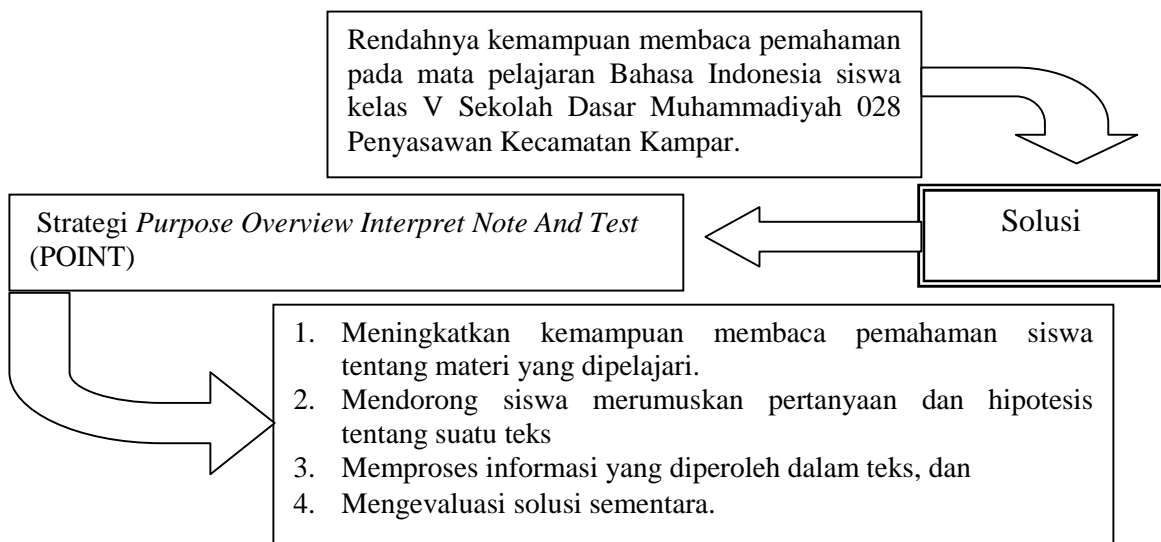 Rendahnya kemampuan membaca pemahaman
pada mata pelajaran Bahasa Indonesia siswa
kelas V Sekolah Dasar Muhammadiyah 028
Penyasawan Kecamatan Kampar.
Solusi
Strategi Purpose Overview Interpret Note And Test
(POINT)
1. Meningkatkan kemampuan membaca pemahaman siswa
tentang materi yang dipelajari.
2. Mendorong siswa merumuskan pertanyaan dan hipotesis
tentang suatu teks
3. Memproses informasi yang diperoleh dalam teks, dan
4. Mengevaluasi solusi sementara.